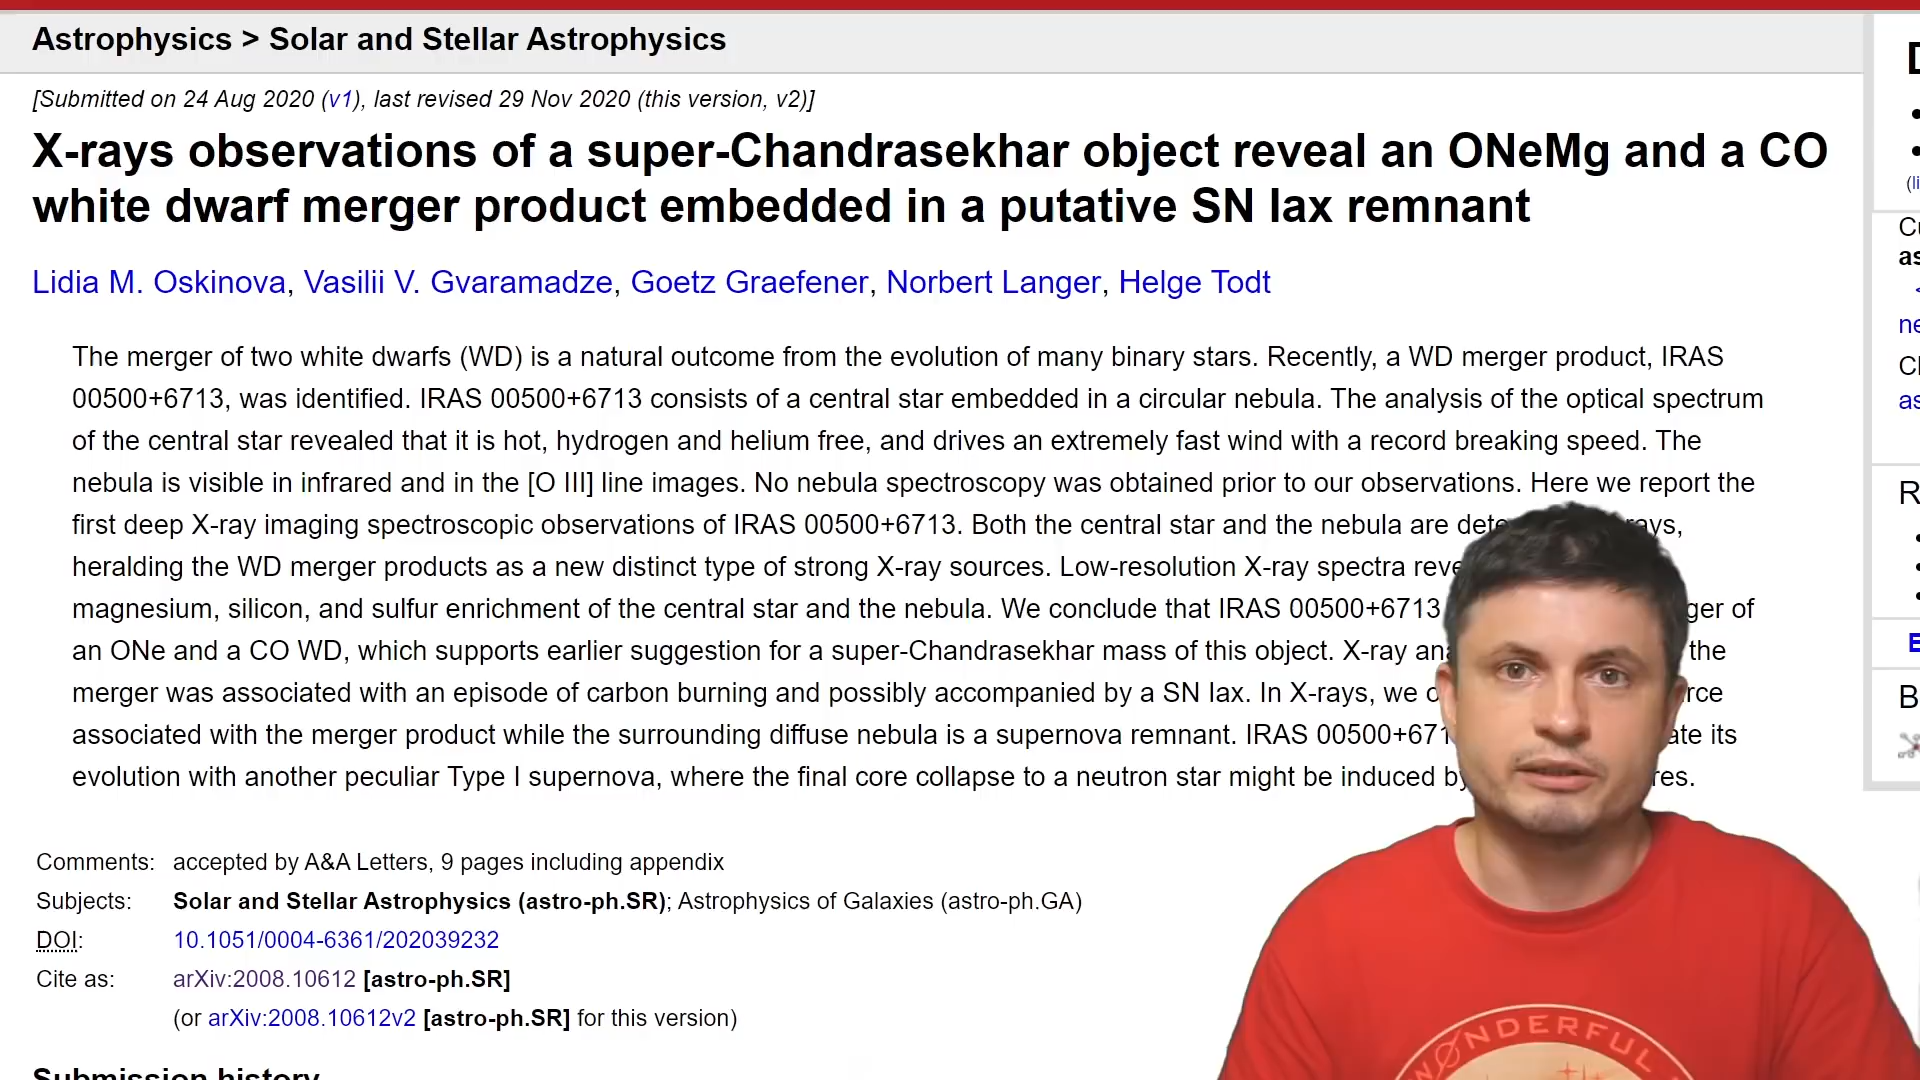 Astrophysics > Solar and Stellar Astrophysics
[Submitted on 24 Aug 2020 (v1), last revised 29 Nov 2020 (this version, v2)]
X-rays observations of a super-Chandrasekhar object reveal an ONeMg and a CO
white dwarf merger product embedded in a putative SN Iax remnant
Lidia M. Oskinova, Vasilii V. Gvaramadze, Goetz Graefener, Norbert Langer, Helge Todt
The merger of two white dwarfs (WD) is a natural outcome from the evolution of many binary stars. Recently, a WD merger product, IRAS
00500+6713, was identified. IRAS 00500+6713 consists of a central star embedded in a circular nebula. The analysis of the optical spectrum
of the central star revealed that it is hot, hydrogen and helium free, and drives an extremely fast wind with a record breaking speed. The
nebula is visible in infrared and in the [O III] line images. No nebula spectroscopy was obtained prior to our observations. Here we report the
first deep X-ray imaging spectroscopic observations of IRAS 00500+6713. Both the central star and the nebula are
heralding the WD merger products as a new distinct type of strong X-ray sources. Low-resolution X-ray spectra
magnesium, silicon, and sulfur enrichment of the central star and the nebula. We conclude that IRAS 00500+6713 of
an ONe and a CO WD, which supports earlier suggestion for a super-Chandrasekhar mass of this object. X-ray the
merger was associated with an episode of carbon burning and possibly accompanied by a SN Iax. In X-rays, we
associated with the merger product while the surrounding diffuse nebula is a supernova remnant. IRAS its
evolution with another peculiar Type I supernova, where the final core collapse to a neutron star might be induced
Comments: accepted by A&A Letters, 9 pages including appendix
Subjects: Solar and Stellar Astrophysics (astro-ph.SR); Astrophysics of Galaxies (astro-ph.GA)
DOI: 10.1051/0004-6361/202039232
Cite as: arXiv:2008.10612 [astro-ph.SR]
(or arXiv:2008.10612v2 [astro-ph.SR] for this version)
Submission history
WØNDERFUL